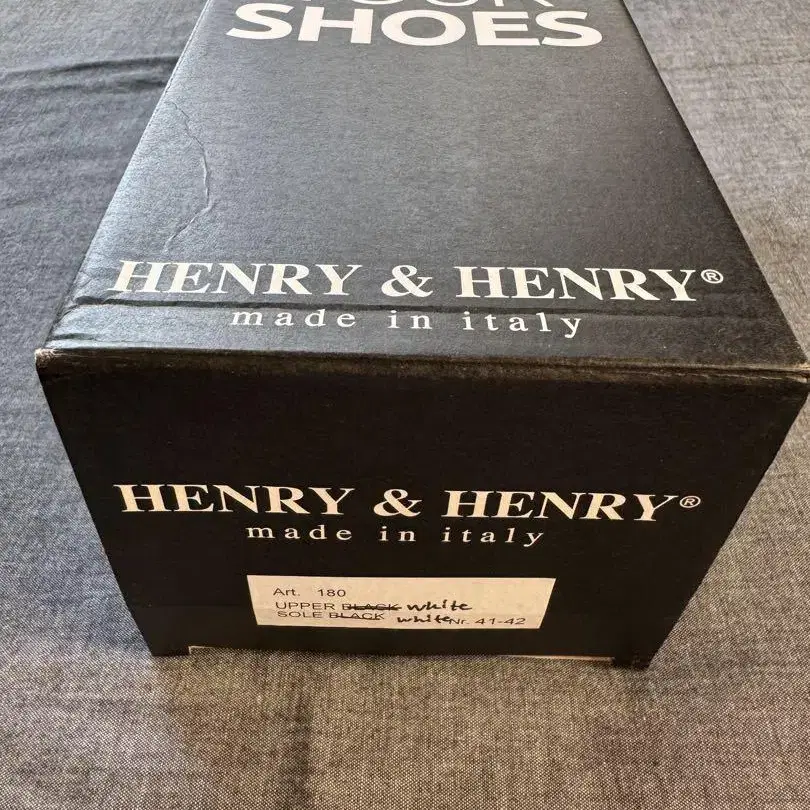 SHOES
HENRY & HENRY®
made in italy
HENRY & HENRY®
made in italy
Art. 180
UPPER BLACK white
SOLE BLACK white Nr. 41-42